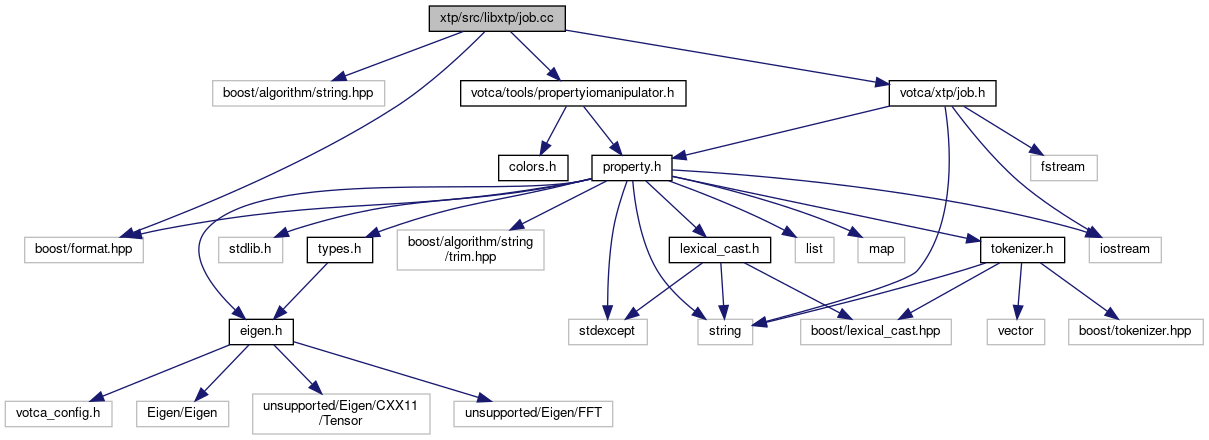 xtp/src/libxtp/job.cc
boost/algorithm/string.hpp
votca/tools/propertyiomanipulator.h
votca/xtp/job.h
colors.h
property.h
fstream
boost/format.hpp
stdlib.h
types.h
boost/algorithm/string
/trim.hpp
lexical_cast.h
list
map
tokenizer.h
iostream
eigen.h
stdexcept
string
boost/lexical_cast.hpp
vector
boost/tokenizer.hpp
votca_config.h
Eigen/Eigen
unsupported/Eigen/CXX11
/Tensor
unsupported/Eigen/FFT